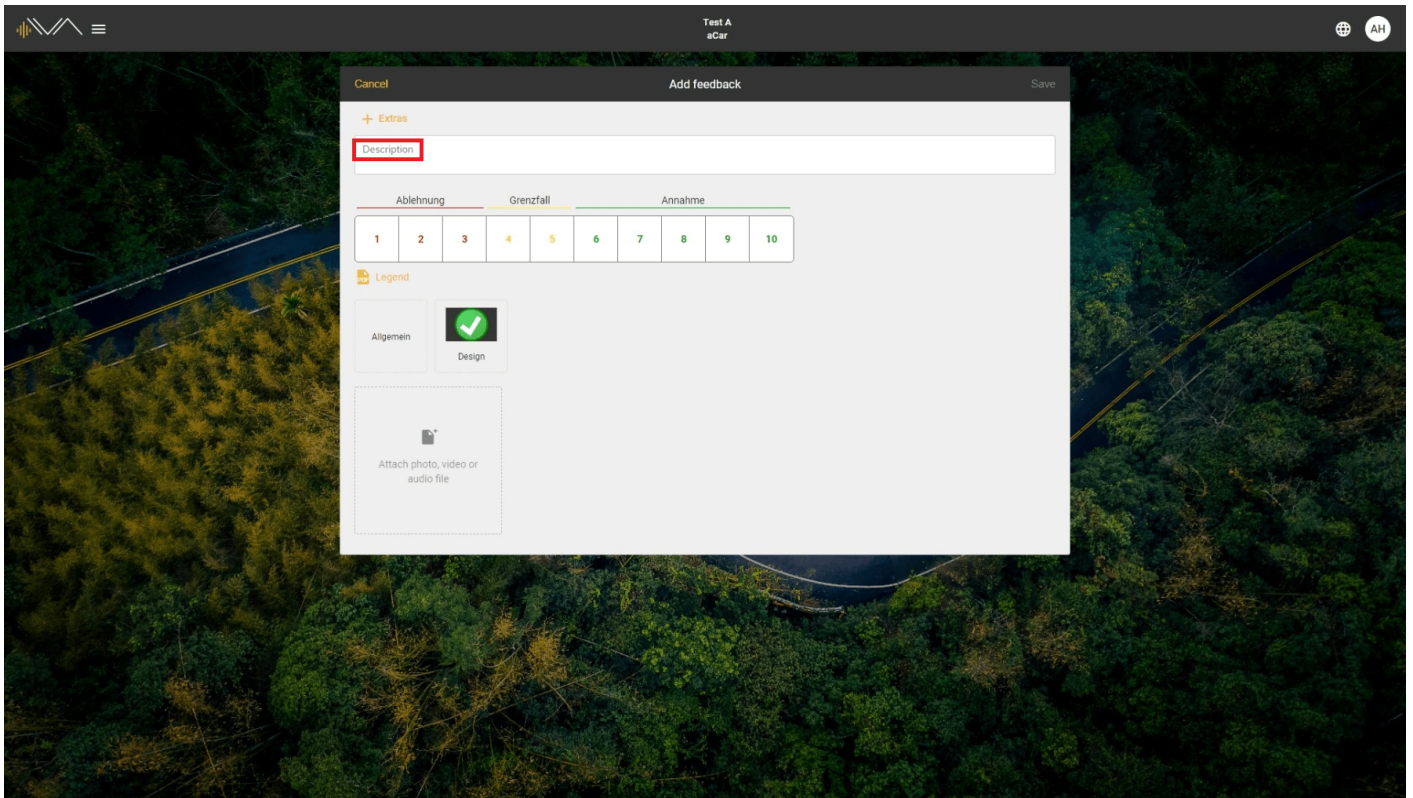 Test A
aCar
AH
Cancel
Add feedback
Save
+ Extras
Description
Ablehnung Grenzfall Annahme
1 2 3 4 5 6 7 8 9 10
PDF
Legend
Allgemein
Design
Attach photo, video or
audio file